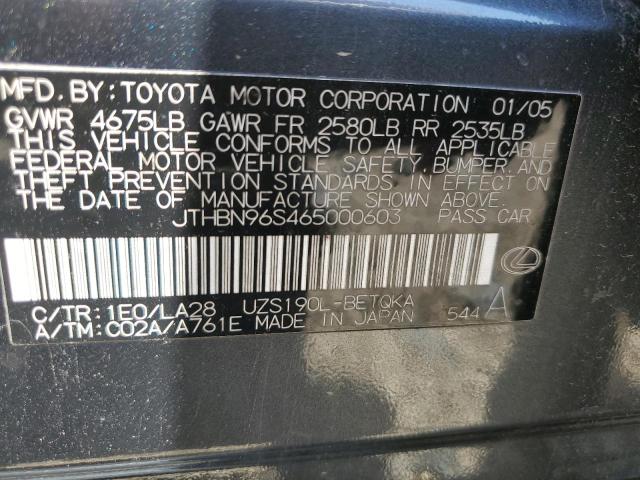 MFD.BY:TOYOTA MOTOR CORPORATION 01/05
GVWR 4675LB GAWR FR 2580LB RR 2535LB
THIS VEHICLE CONFORMS TO ALL APPLICABLE
FEDERAL MOTOR VEHICLE SAFETY,BUMPER,AND
THEFT PREVENTION STANDARDS IN EFFECT ON
THE DATE OF MANUFACTURE SHOWN ABOVE.
JTHBN96S465000603 PASS CAR
C/TR:1E0/LA28 UZS190L-BETQKA
A/TM:C02A/A761E MADE IN JAPAN 544 A